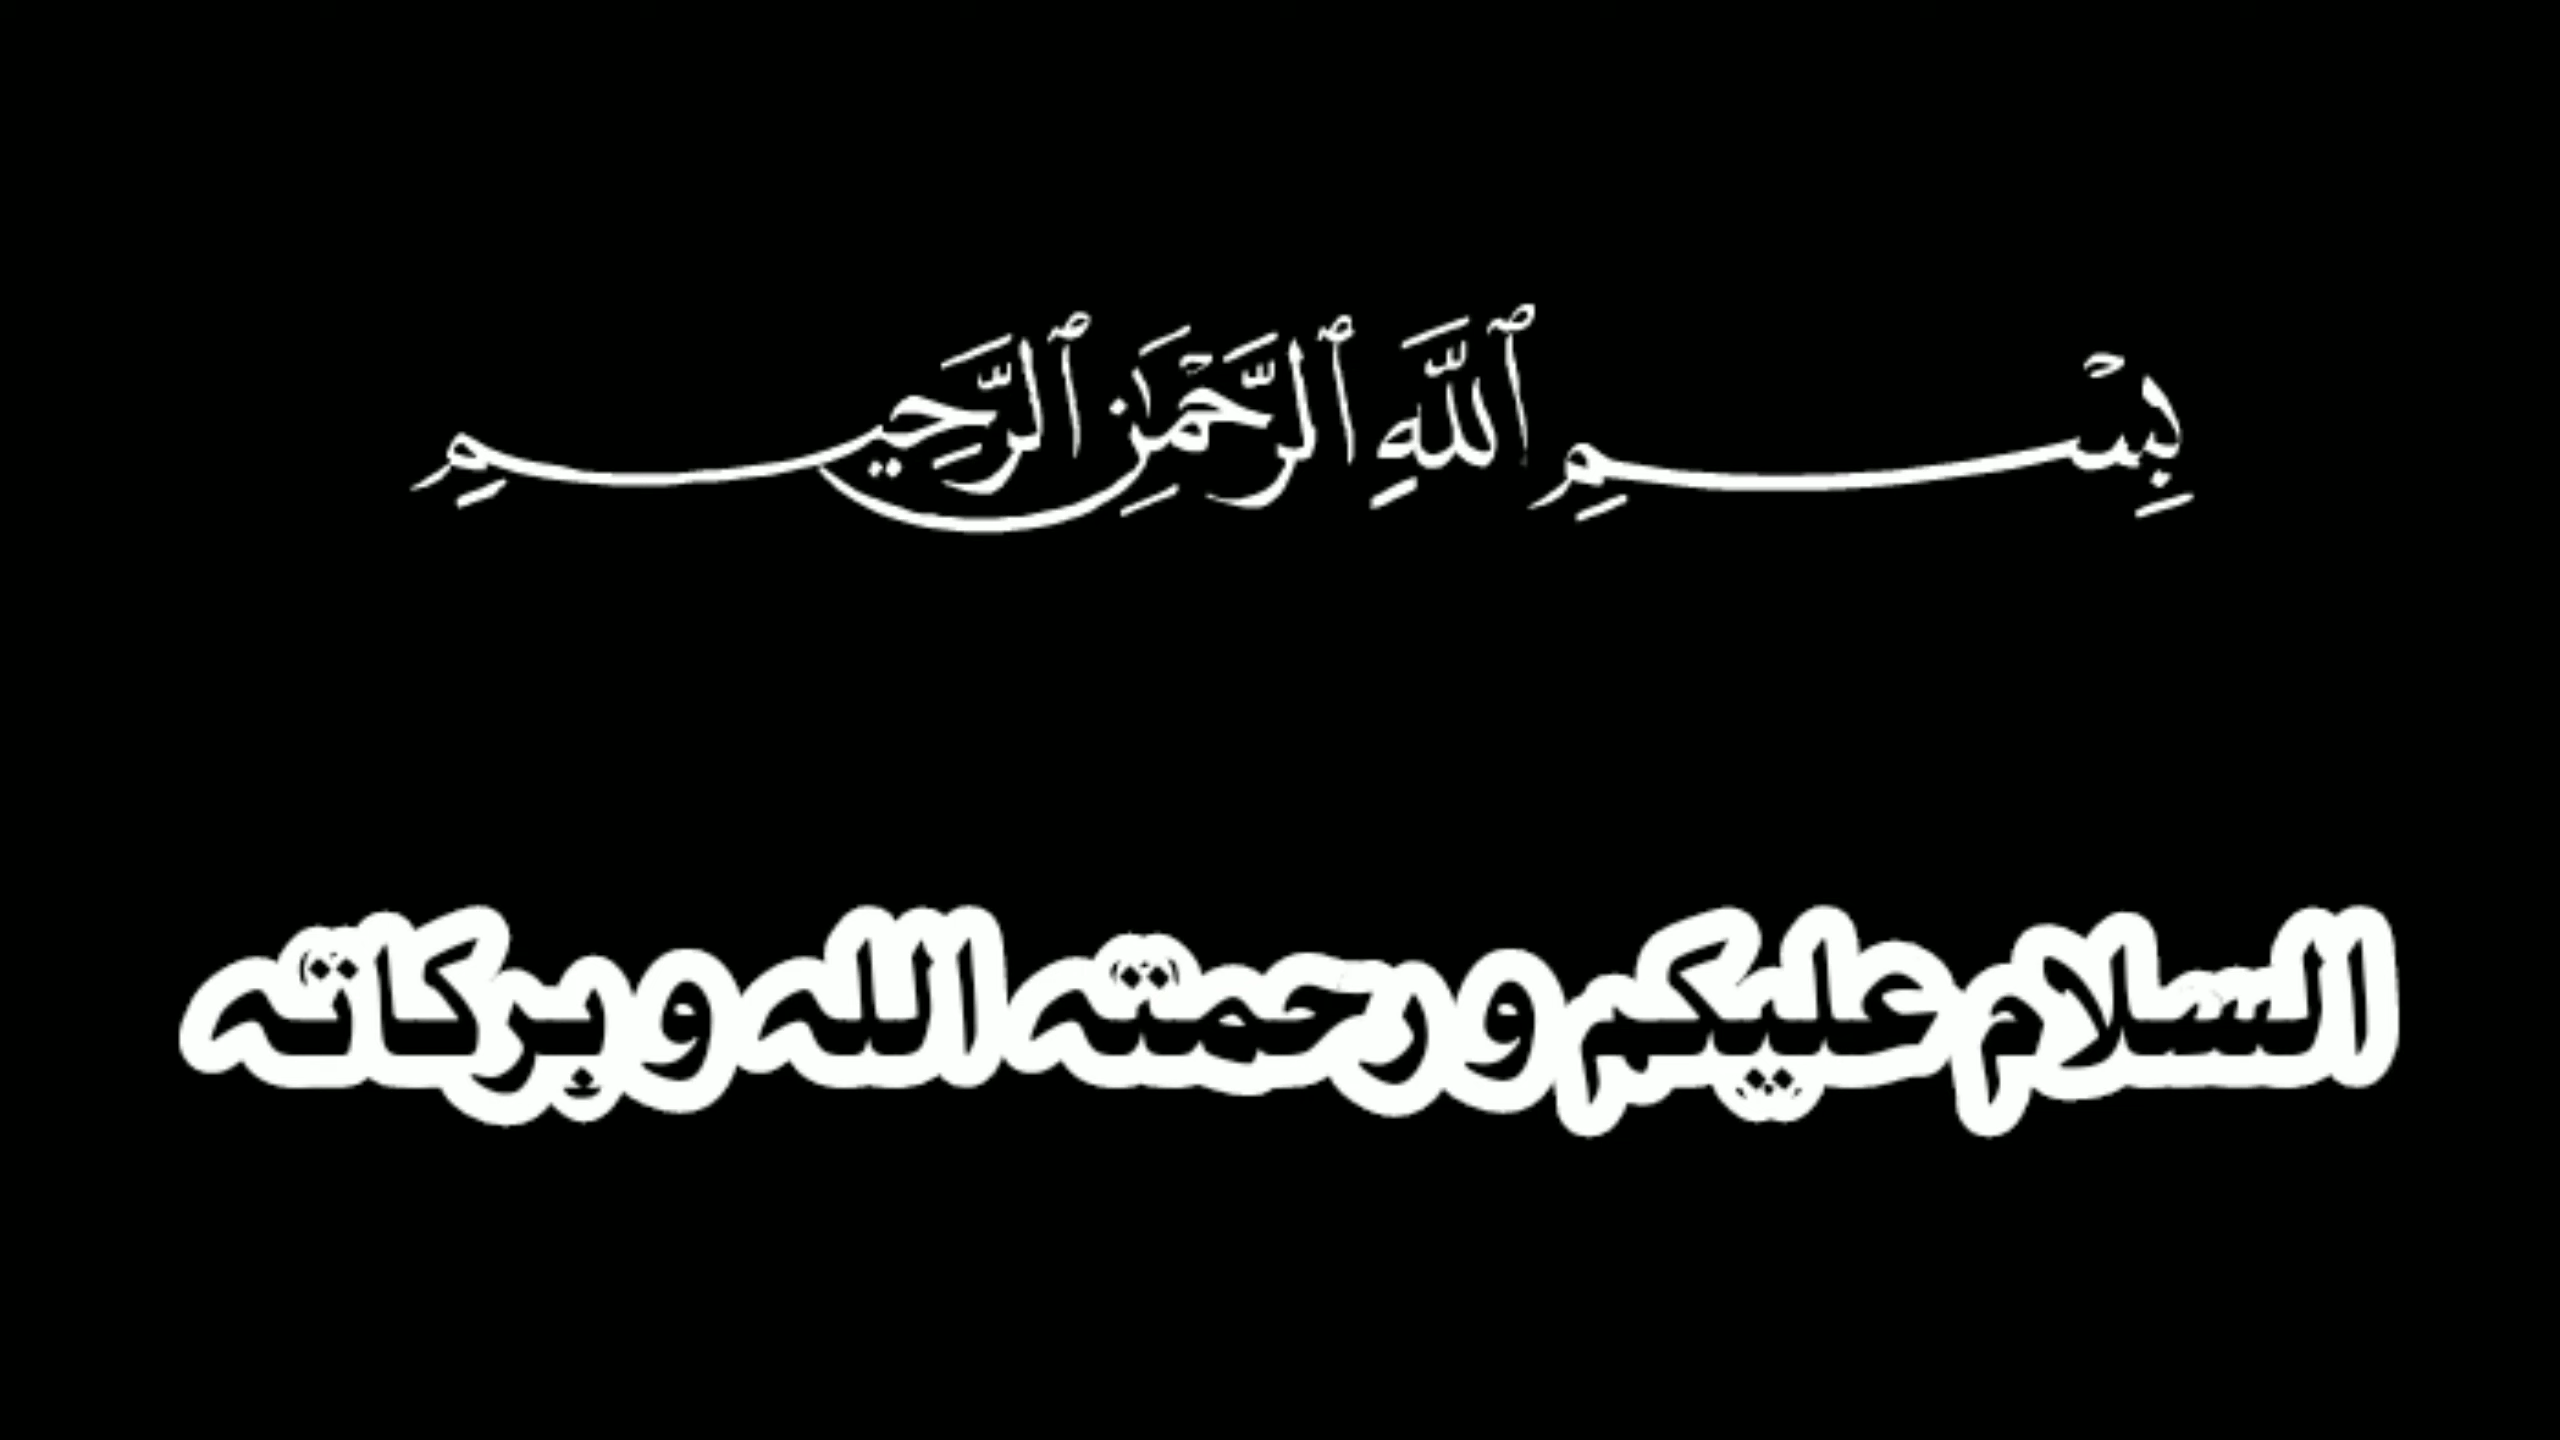 بِسْمِ ٱللَّهِ ٱلرَّحْمَٰنِ ٱلرَّحِيمِ
السلام عليكم و رحمته الله و بركاته